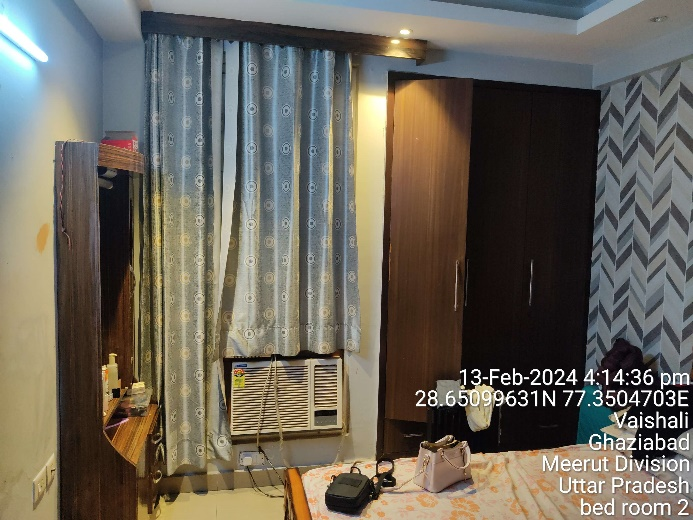 13-Feb-2024 4:14:36 pm
28.65099631N 77.3504703E
Vaishali
Ghaziabad
Meerut Division
Uttar Pradesh
bed room 2